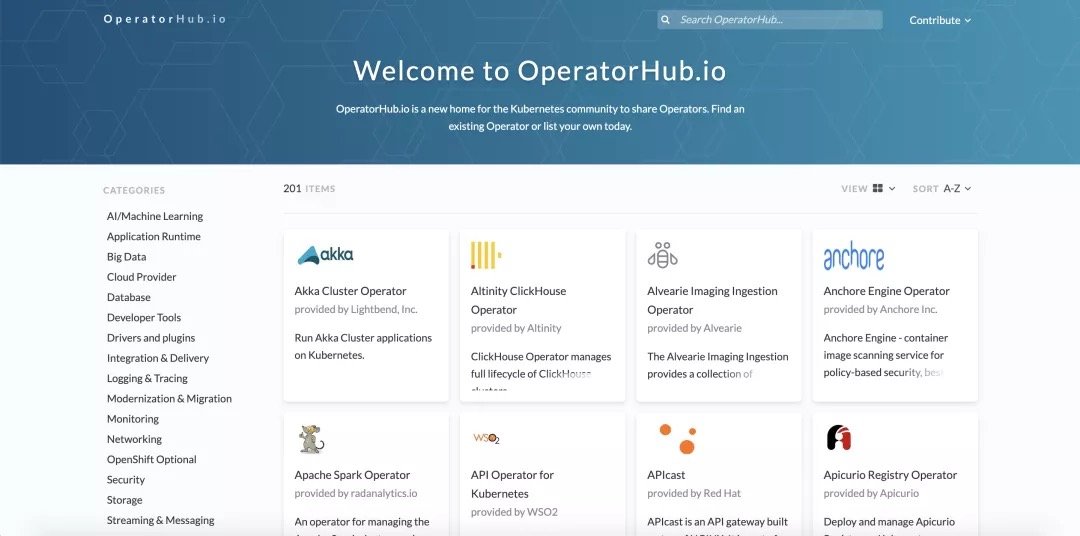 OperatorHub.io
Search OperatorHub...
Contribute
Welcome to OperatorHub.io
OperatorHub.io is a new home for the Kubernetes community to share Operators. Find an
existing Operator or list your own today.
CATEGORIES
AI/Machine Learning
Application Runtime
Big Data
Cloud Provider
Database
Developer Tools
Drivers and plugins
Integration & Delivery
Logging & Tracing
Modernization & Migration
Monitoring
Networking
OpenShift Optional
Security
Storage
Streaming & Messaging
201 ITEMS
VIEW
SORT A-Z
akka
Akka Cluster Operator
provided by Lightbend, Inc.
Run Akka Cluster applications
on Kubernetes.
Altinity ClickHouse
Operator
provided by Altinity
ClickHouse Operator manages
full lifecycle of ClickHouse
clusters
Alvearie Imaging Ingestion
Operator
provided by Alvearie
The Alvearie Imaging Ingestion
provides a collection of
anchore
Anchore Engine Operator
provided by Anchore Inc.
Anchore Engine - container
image scanning service for
policy-based security, bes
Apache Spark Operator
provided by radanalytics.io
An operator for managing the
WSO2
API Operator for
Kubernetes
provided by WSO2
APIcast
provided by Red Hat
APIcast is an API gateway built
Apicurio Registry Operator
provided by Apicurio
Deploy and manage Apicurio